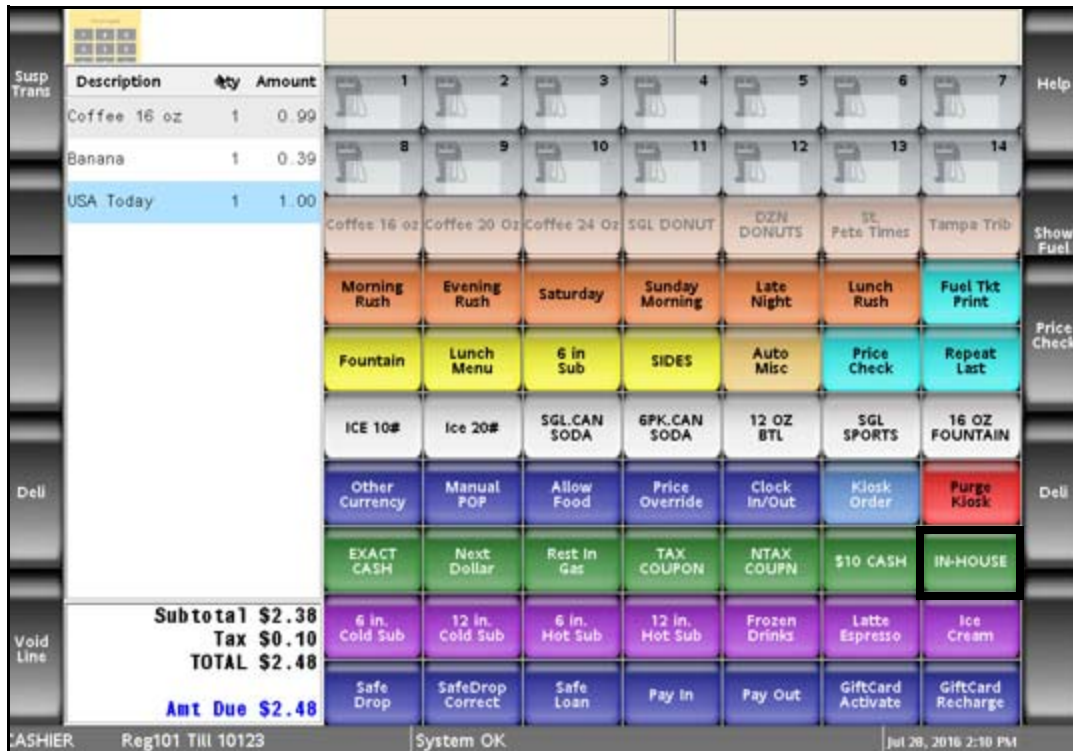 Susp
Trans
Description Qty Amount
Coffee 16 oz 1 0.99
Banana 1 0.39
USA Today 1 1.00
Deli
Void
Line
Subtotal $2.38
Tax $0.10
TOTAL $2.48
Amt Due $2.48
1 2 3 4 5 6 7
8 9 10 11 12 13 14
Coffee 16 oz Coffee 20 Oz Coffee 24 Oz SGL DONUT DZN
DONUTS St.
Pete Times Tampa Trib
Morning
Rush Evening
Rush Saturday Sunday
Morning Late
Night Lunch
Rush Fuel Tkt
Print
Fountain Lunch
Menu 6 in
Sub SIDES Auto
Misc Price
Check Repeat
Last
ICE 10# Ice 20# SGL.CAN
SODA 6PK.CAN
SODA 12 OZ
BTL SGL
SPORTS 16 OZ
FOUNTAIN
Other
Currency Manual
POP Allow
Food Price
Override Clock
In/Out Kiosk
Order Purge
Kiosk
EXACT
CASH Next
Dollar Rest In
Gas TAX
COUPON NTAX
COUPN $10 CASH IN-HOUSE
6 in.
Cold Sub 12 in.
Cold Sub 6 in.
Hot Sub 12 in.
Hot Sub Frozen
Drinks Latte
Espresso Ice
Cream
Safe
Drop SafeDrop
Correct Safe
Loan Pay In Pay Out GiftCard
Activate GiftCard
Recharge
Help
Show
Fuel
Price
Check
Deli
CASHIER Reg101 Till 10123 System OK Jul 28, 2016 2:10 PM